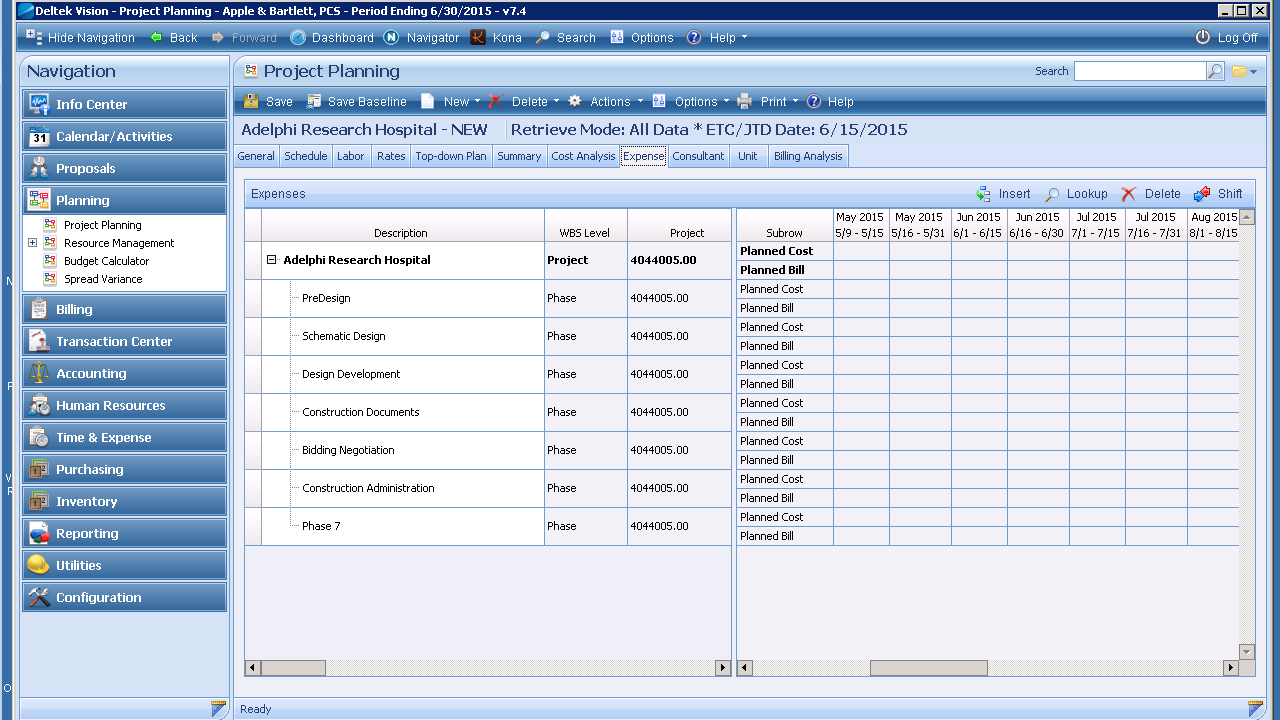 Deltek Vision - Project Planning - Apple & Bartlett, PCS - Period Ending 6/30/2015 - v7.4
Hide Navigation Back Forward Dashboard Navigator Kona Search Options Help Log Off
Navigation
Info Center
31 Calendar/Activities
Proposals
Planning
Project Planning
Resource Management
Budget Calculator
Spread Variance
Billing
Transaction Center
Accounting
Human Resources
Time & Expense
Purchasing
Inventory
Reporting
Utilities
Configuration
Project Planning Search
Save Save Baseline New Delete Actions Options Print Help
Adelphi Research Hospital - NEW Retrieve Mode: All Data * ETC/JTD Date: 6/15/2015
General Schedule Labor Rates Top-down Plan Summary Cost Analysis Expense Consultant Unit Billing Analysis
Expenses Insert Lookup Delete Shift
May 2015 May 2015 Jun 2015 Jun 2015 Jul 2015 Jul 2015 Aug 2015
Description WBS Level Project Subrow 5/9 - 5/15 5/16 - 5/31 6/1 - 6/15 6/16 - 6/30 7/1 - 7/15 7/16 - 7/31 8/1 - 8/15
Adelphi Research Hospital Project 4044005.00 Planned Cost
Planned Bill
PreDesign Phase 4044005.00 Planned Cost
Planned Bill
Schematic Design Phase 4044005.00 Planned Cost
Planned Bill
Design Development Phase 4044005.00 Planned Cost
Planned Bill
Construction Documents Phase 4044005.00 Planned Cost
Planned Bill
Bidding Negotiation Phase 4044005.00 Planned Cost
Planned Bill
Construction Administration Phase 4044005.00 Planned Cost
Planned Bill
Phase 7 Phase 4044005.00 Planned Cost
Planned Bill
Ready